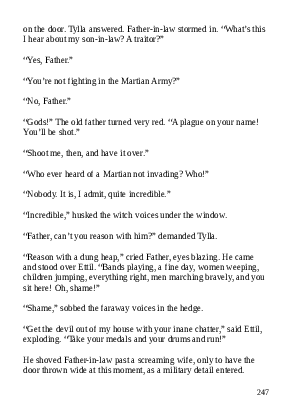 on the door. Tylla answered. Father-in-law stormed in. “What’s this
I hear about my son-in-law? A traitor?”
“Yes, Father.”
“You’re not fighting in the Martian Army?”
“No, Father.”
“Gods!” The old father turned very red. “A plague on your name!
You’ll be shot.”
“Shoot me, then, and have it over.”
“Who ever heard of a Martian not invading? Who!”
“Nobody. It is, I admit, quite incredible.”
“Incredible,” husked the witch voices under the window.
“Father, can’t you reason with him?” demanded Tylla.
“Reason with a dung heap,” cried Father, eyes blazing. He came
and stood over Ettil. “Bands playing, a fine day, women weeping,
children jumping, everything right, men marching bravely, and you
sit here! Oh, shame!”
“Shame,” sobbed the faraway voices in the hedge.
“Get the devil out of my house with your inane chatter,” said Ettil,
exploding. “Take your medals and your drums and run!”
He shoved Father-in-law past a screaming wife, only to have the
door thrown wide at this moment, as a military detail entered.
247